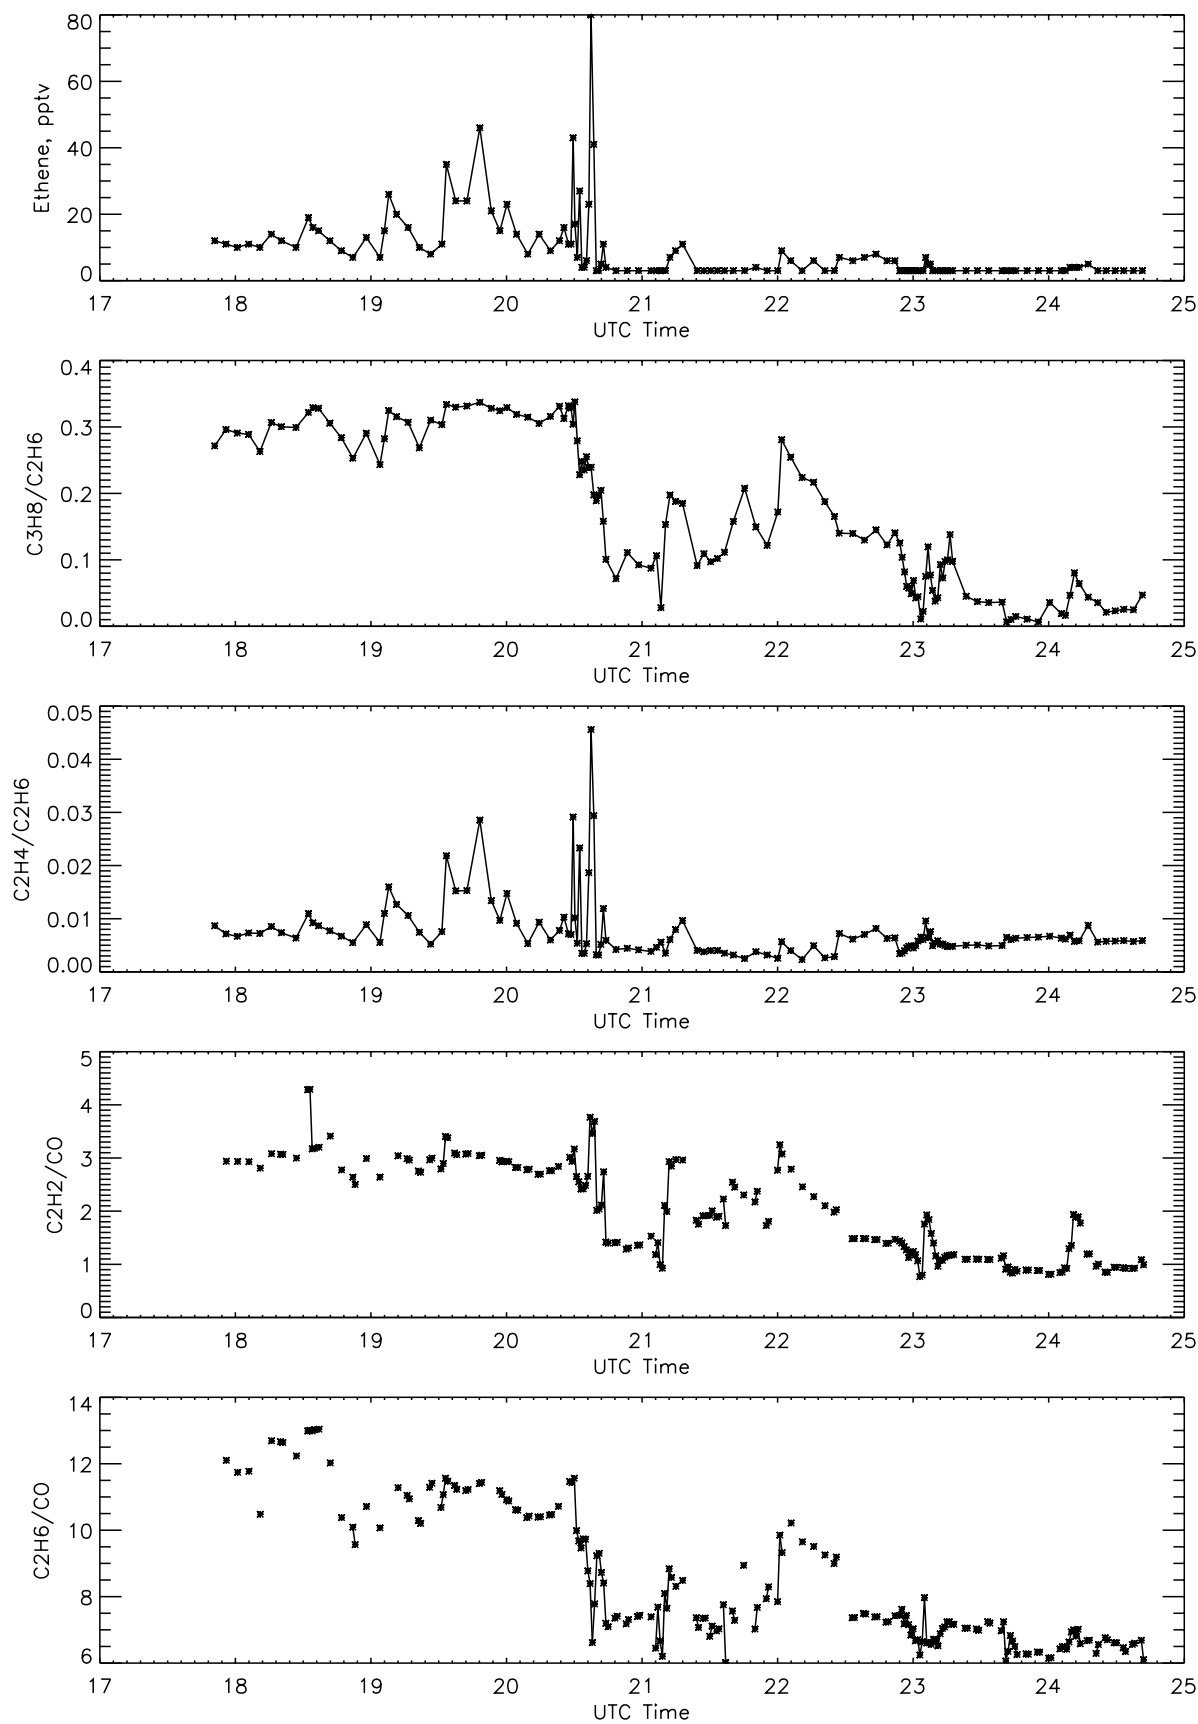 80
60
40
20
0
Ethene, pptv
17 18 19 20 21 22 23 24 25
UTC Time
0.4
0.3
0.2
0.1
0.0
C3H8/C2H6
17 18 19 20 21 22 23 24 25
UTC Time
0.05
0.04
0.03
0.02
0.01
0.00
C2H4/C2H6
17 18 19 20 21 22 23 24 25
UTC Time
5
4
3
2
1
0
C2H2/CO
17 18 19 20 21 22 23 24 25
UTC Time
14
12
10
8
6
C2H6/CO
17 18 19 20 21 22 23 24 25
UTC Time